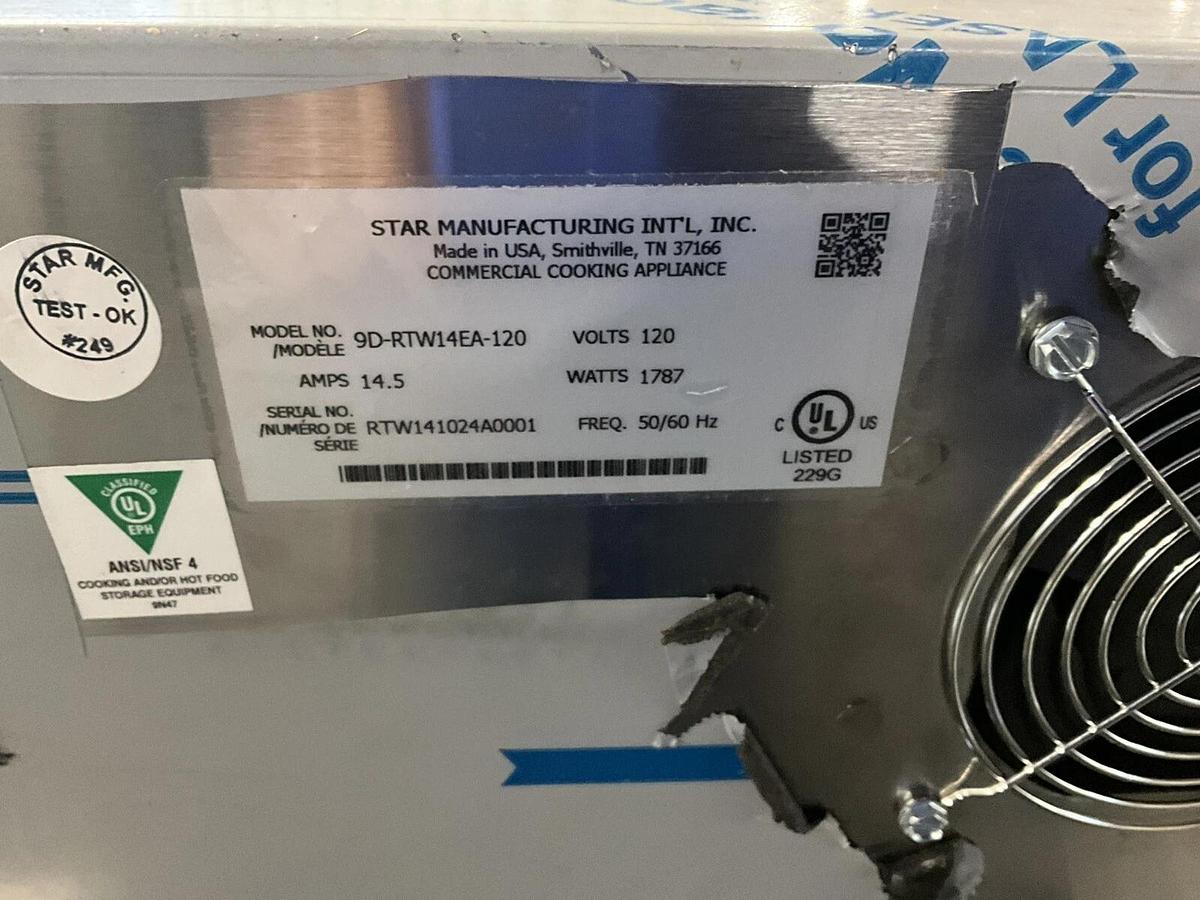 for LASER
STAR MFG.
TEST - OK
#249
STAR MANUFACTURING INT'L, INC.
Made in USA, Smithville, TN 37166
COMMERCIAL COOKING APPLIANCE
MODEL NO. /MODÈLE 9D-RTW14EA-120 VOLTS 120
AMPS 14.5 WATTS 1787
SERIAL NO. /NUMÉRO DE SÉRIE RTW141024A0001 FREQ. 50/60 Hz
C UL US
LISTED
229G
CLASSIFIED
UL
EPH
ANSI/NSF 4
COOKING AND/OR HOT FOOD
STORAGE EQUIPMENT
9N47